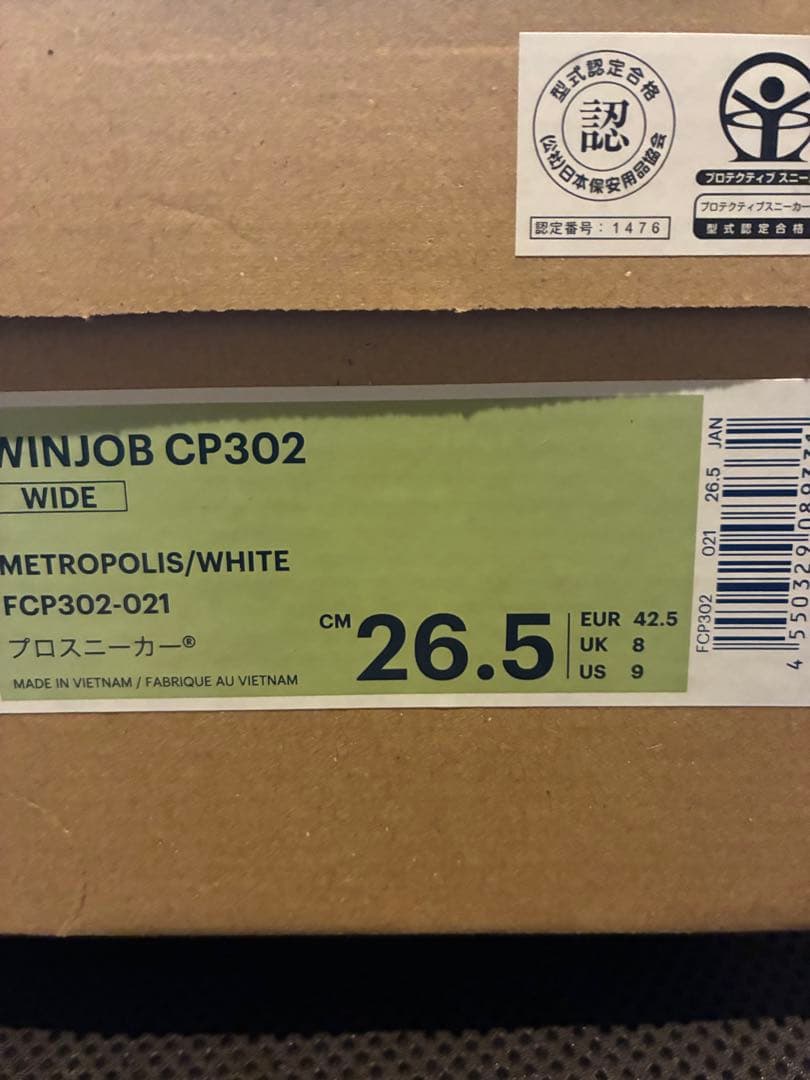 型式認定合格
認
(公社)日本保安用品協会
認定番号：1476
プロテクティブ スニー
プロテクティブスニーカー
型式認定合格
WINJOB CP302
WIDE
METROPOLIS/WHITE
FCP302-021
プロスニーカー®
MADE IN VIETNAM / FABRIQUE AU VIETNAM
CM 26.5
EUR 42.5
UK 8
US 9
FCP302 021 26.5 JAN
4 550329